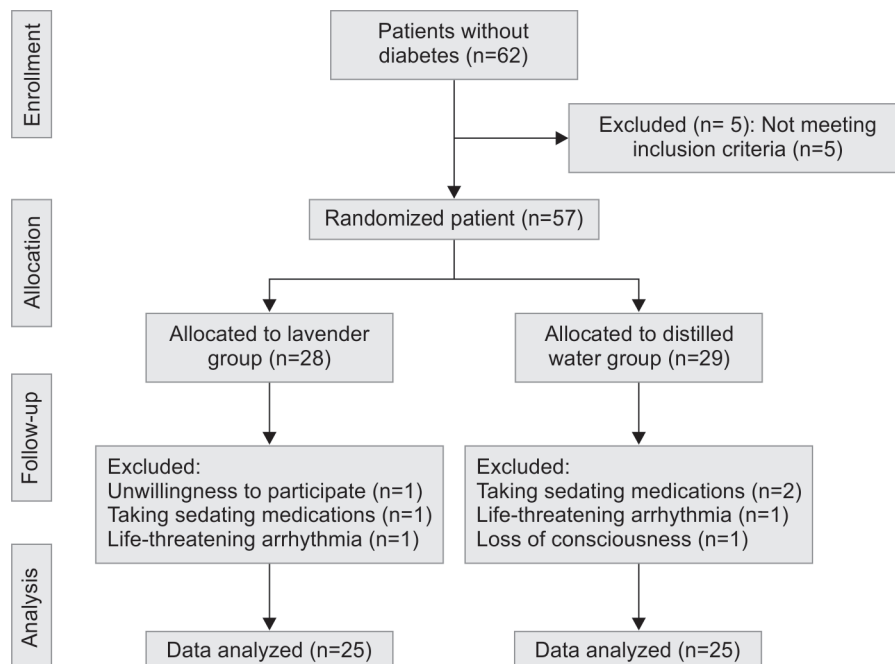 Enrollment
Patients without
diabetes (n=62)
Excluded (n= 5): Not meeting
inclusion criteria (n=5)
Allocation
Randomized patient (n=57)
Allocated to lavender
group (n=28)
Allocated to distilled
water group (n=29)
Follow-up
Excluded:
Unwillingness to participate (n=1)
Taking sedating medications (n=1)
Life-threatening arrhythmia (n=1)
Excluded:
Taking sedating medications (n=2)
Life-threatening arrhythmia (n=1)
Loss of consciousness (n=1)
Analysis
Data analyzed (n=25)
Data analyzed (n=25)